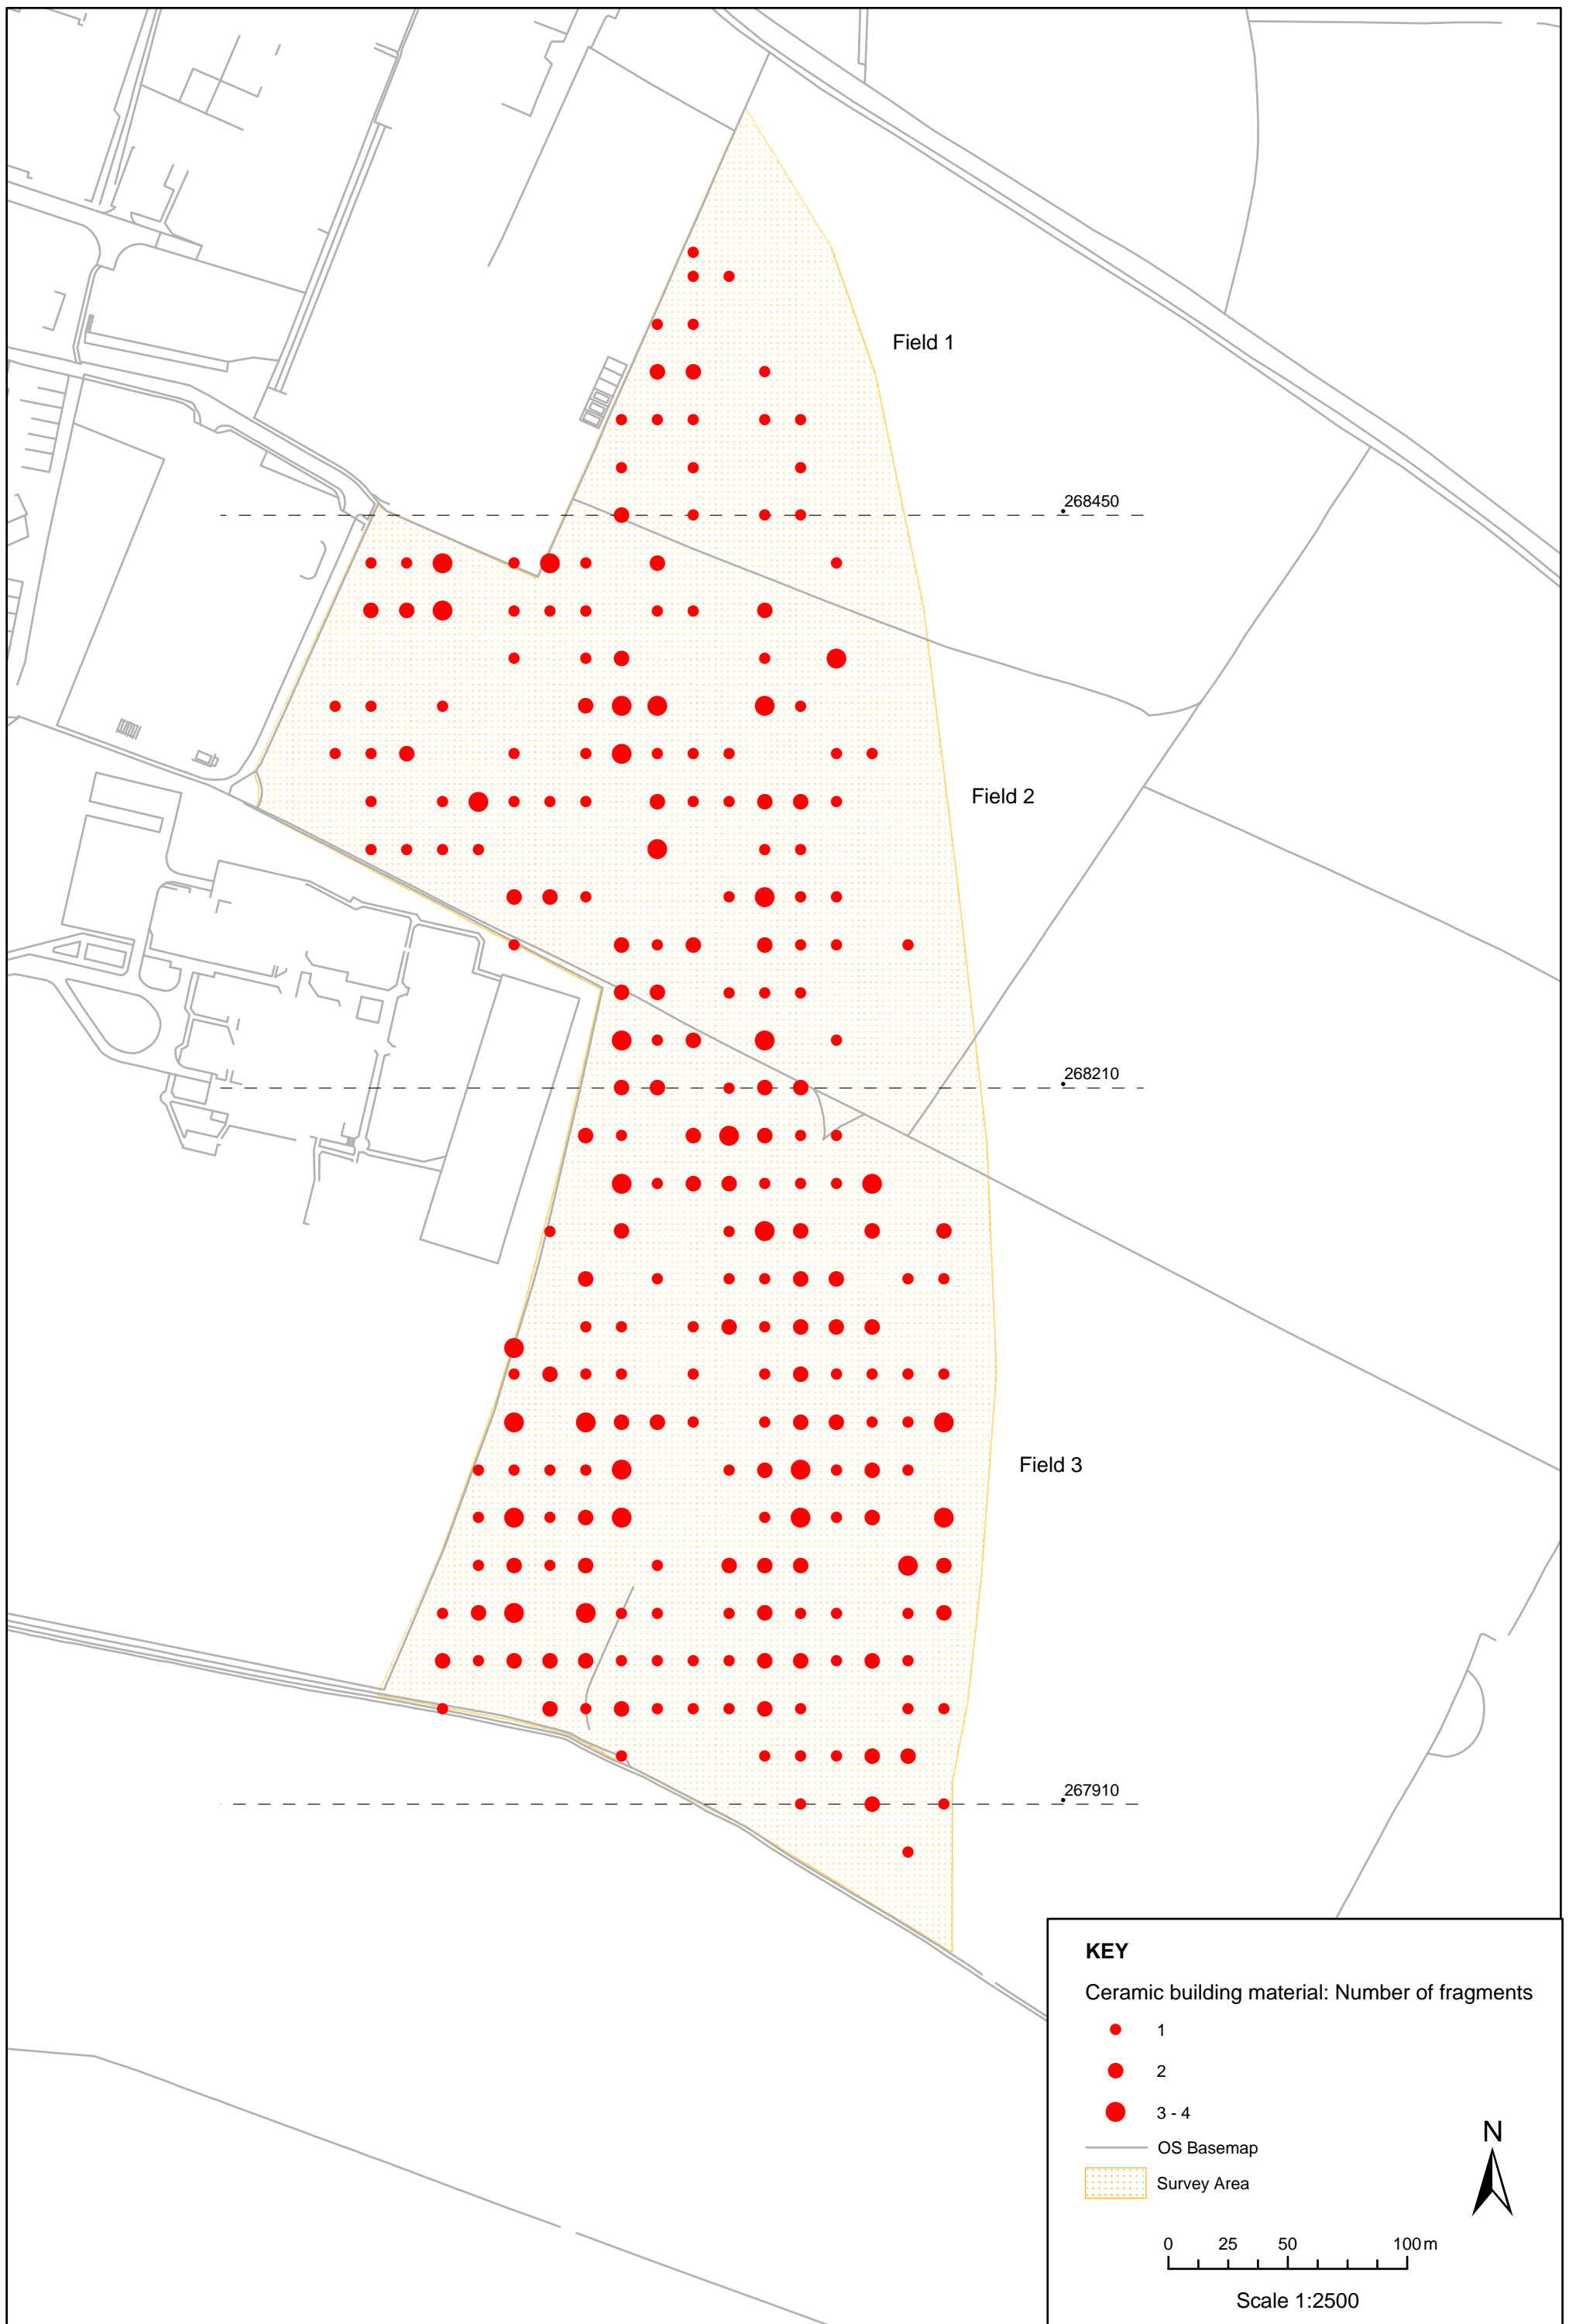 Field 1
268450
Field 2
268210
Field 3
267910
KEY
Ceramic building material: Number of fragments
1
2
3 - 4
OS Basemap
Survey Area
N
0 25 50 100m
Scale 1:2500